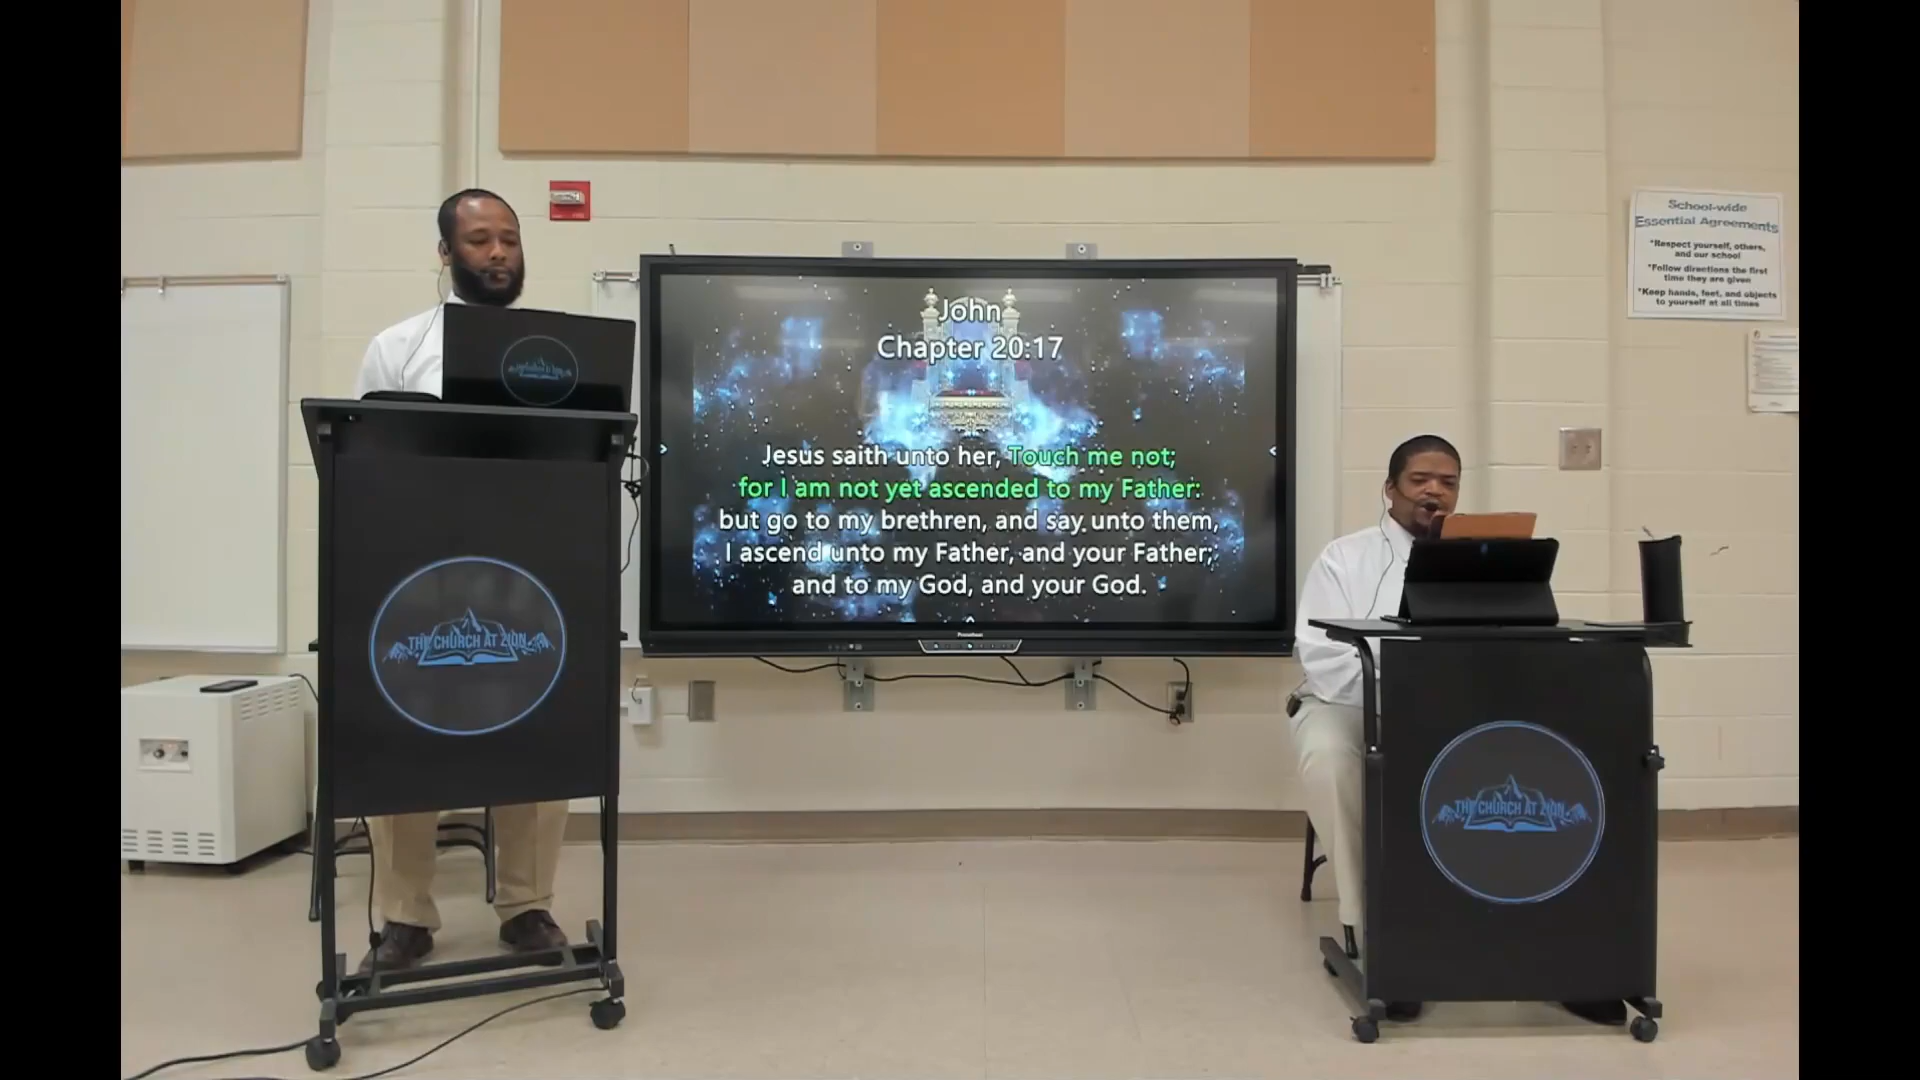 John
Chapter 20:17
Jesus saith unto her, Touch me not;
for I am not yet ascended to my Father:
but go to my brethren, and say unto them,
I ascend unto my Father, and your Father;
and to my God, and your God.
Promethean
THE CHURCH AT ZION
THE CHURCH AT ZION
School-wide
Essential Agreements
*Respect yourself, others,
and our school
*Follow directions the first
time they are given
*Keep hands, feet, and objects
to yourself at all times